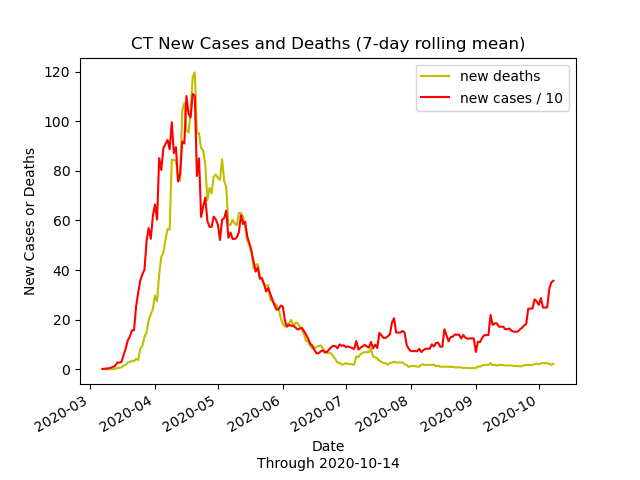 CT New Cases and Deaths (7-day rolling mean)
new deaths
new cases / 10
New Cases or Deaths
120
100
80
60
40
20
0
2020-03
2020-04
2020-05
2020-06
2020-07
2020-08
2020-09
2020-10
Date
Through 2020-10-14